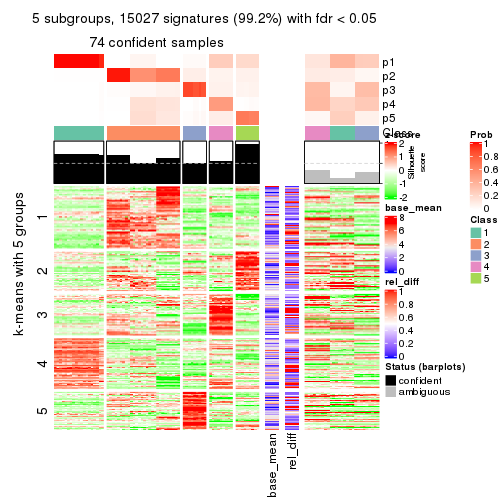 5 subgroups, 15027 signatures (99.2%) with fdr < 0.05
74 confident samples
p1
p2
p3
p4
p5
Class
Silhouette
score
k-means with 5 groups
1
2
3
4
5
base_mean
rel_diff
z-score
2
1
0
-1
-2
base_mean
8
6
4
2
0
rel_diff
1
0.8
0.6
0.4
0.2
0
Status (barplots)
confident
ambiguous
Prob
1
0.8
0.6
0.4
0.2
0
Class
1
2
3
4
5